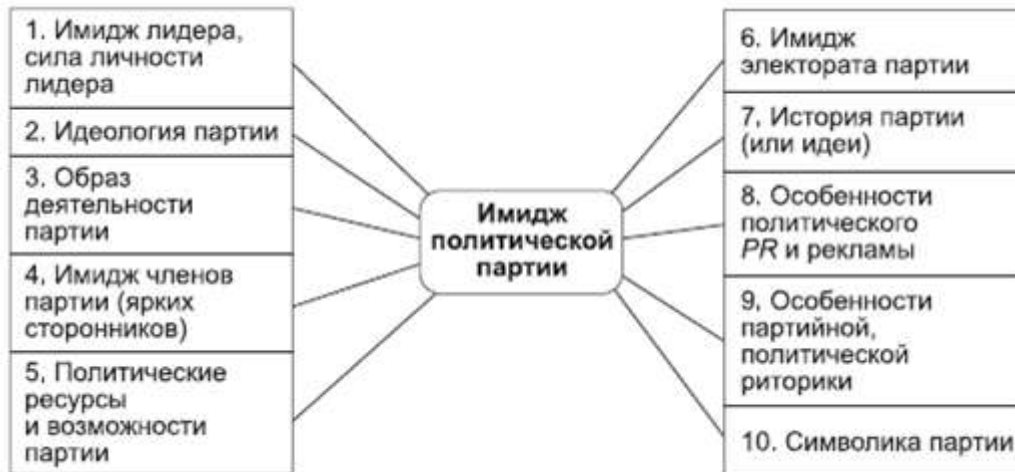 1. Имидж лидера,
сила личности
лидера
2. Идеология партии
3. Образ
деятельности
партии
4, Имидж членов
партии (ярких
сторонников)
5, Политические
ресурсы
и возможности
партии
Имидж
политической
партии
6. Имидж
электората партии
7, История партии
(или идеи)
8. Особенности
политического
PR и рекламы
9, Особенности
партийной,
политической
риторики
10. Символика партии